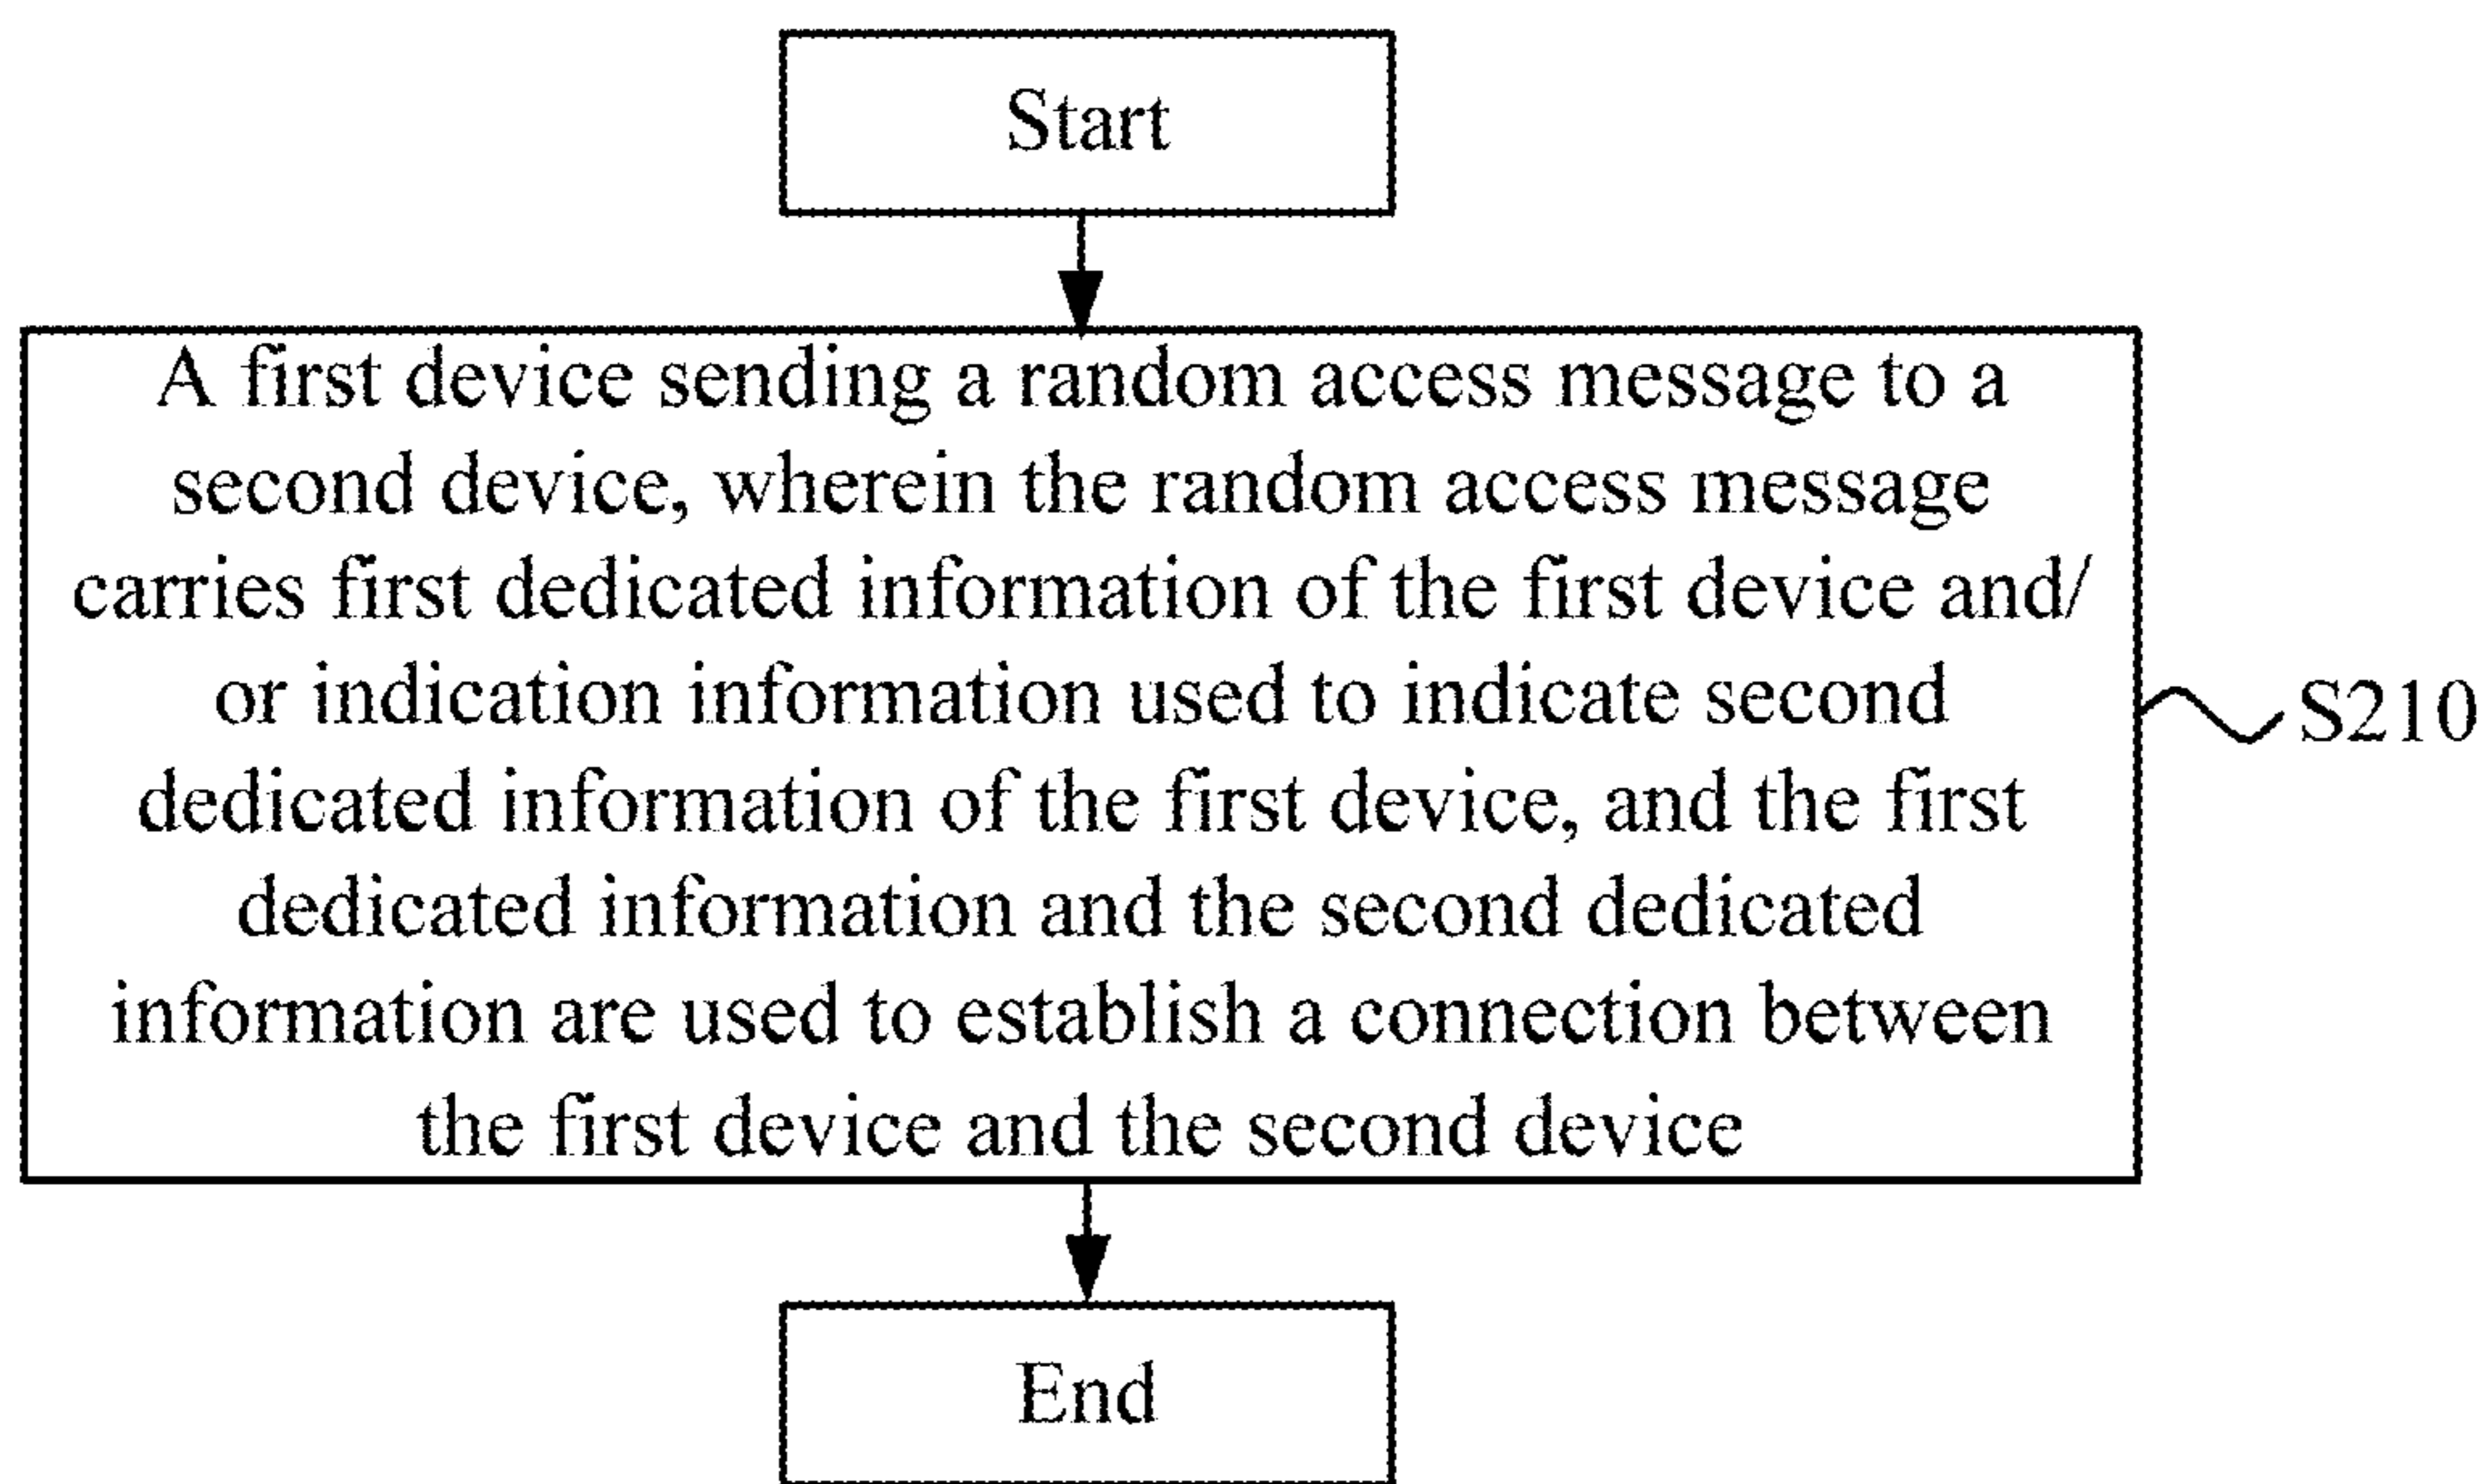 Start
A first device sending a random access message to a
second device, wherein the random access message
carries first dedicated information of the first device and/
or indication information used to indicate second
dedicated information of the first device, and the first
dedicated information and the second dedicated
information are used to establish a connection between
the first device and the second device
S210
End